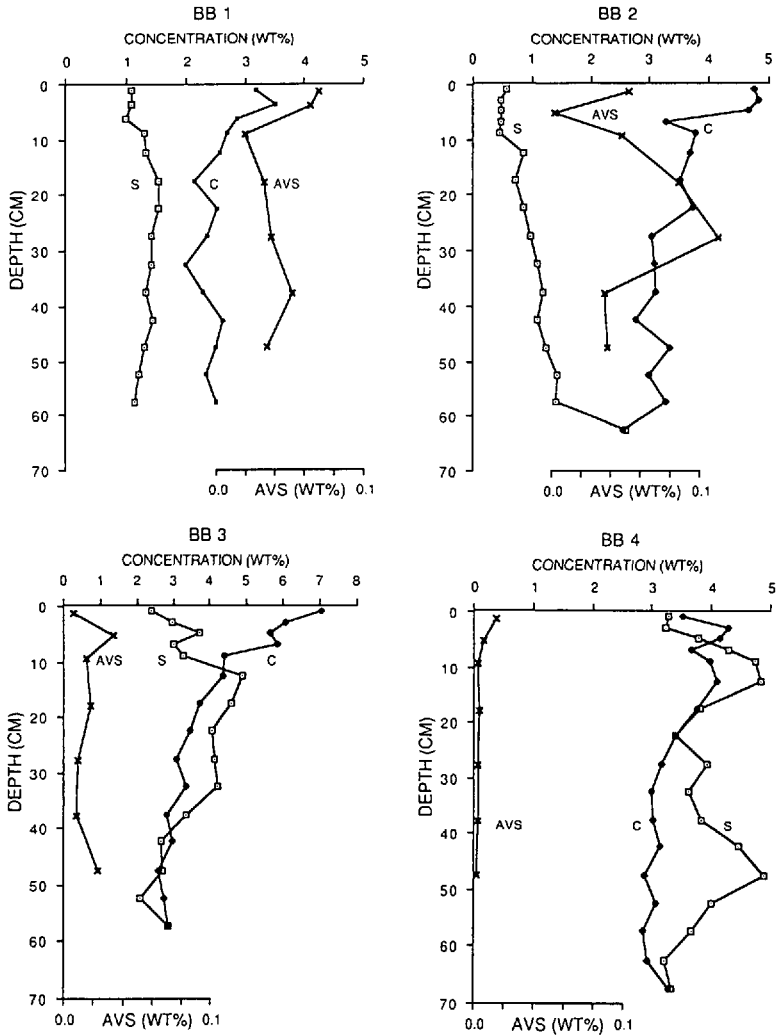 BB 1
CONCENTRATION (WT%)
0 1 2 3 4 5
0
10
20
30
40
50
60
70
DEPTH (CM)
S
C
AVS
0.0 AVS (WT%) 0.1
BB 2
CONCENTRATION (WT%)
0 1 2 3 4 5
0
10
20
30
40
50
60
70
DEPTH (CM)
S
AVS
C
0.0 AVS (WT%) 0.1
BB 3
CONCENTRATION (WT%)
0 1 2 3 4 5 6 7 8
0
10
20
30
40
50
60
70
DEPTH (CM)
AVS
S
C
0.0 AVS (WT%) 0.1
BB 4
CONCENTRATION (WT%)
0 1 2 3 4 5
0
10
20
30
40
50
60
70
DEPTH (CM)
AVS
C
S
0.0 AVS (WT%) 0.1